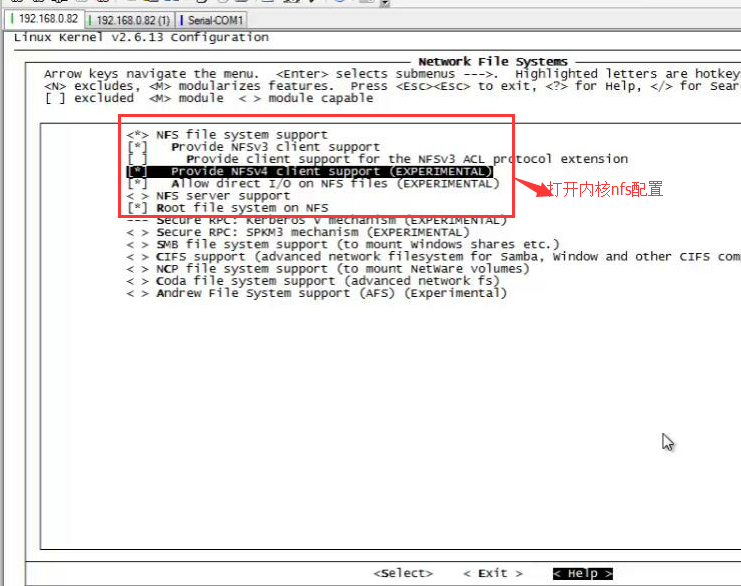 192.168.0.82 192.168.0.82 (1) Serial-COM1
Linux Kernel v2.6.13 Configuration
Network File Systems
Arrow keys navigate the menu.  <Enter> selects submenus --->.  Highlighted letters are hotkey
<N> excludes, <M> modularizes features.  Press <Esc><Esc> to exit, <?> for Help, </> for Sear
[ ] excluded  <M> module  < > module capable
<*> NFS file system support
[*]   Provide NFSv3 client support
[ ]     Provide client support for the NFSv3 ACL protocol extension
[*]   Provide NFSv4 client support (EXPERIMENTAL)
[*]   Allow direct I/O on NFS files (EXPERIMENTAL)
打开内核nfs配置
< > NFS server support
[*] Root file system on NFS
--- Secure RPC: Kerberos V mechanism (EXPERIMENTAL)
< > Secure RPC: SPKM3 mechanism (EXPERIMENTAL)
< > SMB file system support (to mount Windows shares etc.)
< > CIFS support (advanced network filesystem for Samba, Window and other CIFS com
< > NCP file system support (to mount NetWare volumes)
< > Coda file system support (advanced network fs)
< > Andrew File System support (AFS) (Experimental)
<Select>    < Exit >    < Help >